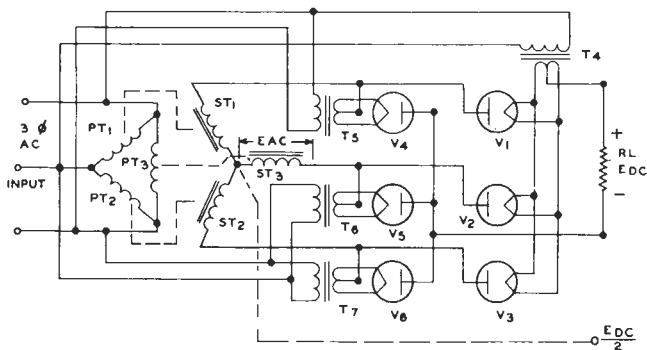 T4
3 Ø
AC
INPUT
PT1
PT3
PT2
ST1
EAC
ST3
ST2
T5
V4
V1
T6
V5
V2
T7
V6
V3
+
RL
EDC
−
EDC
2